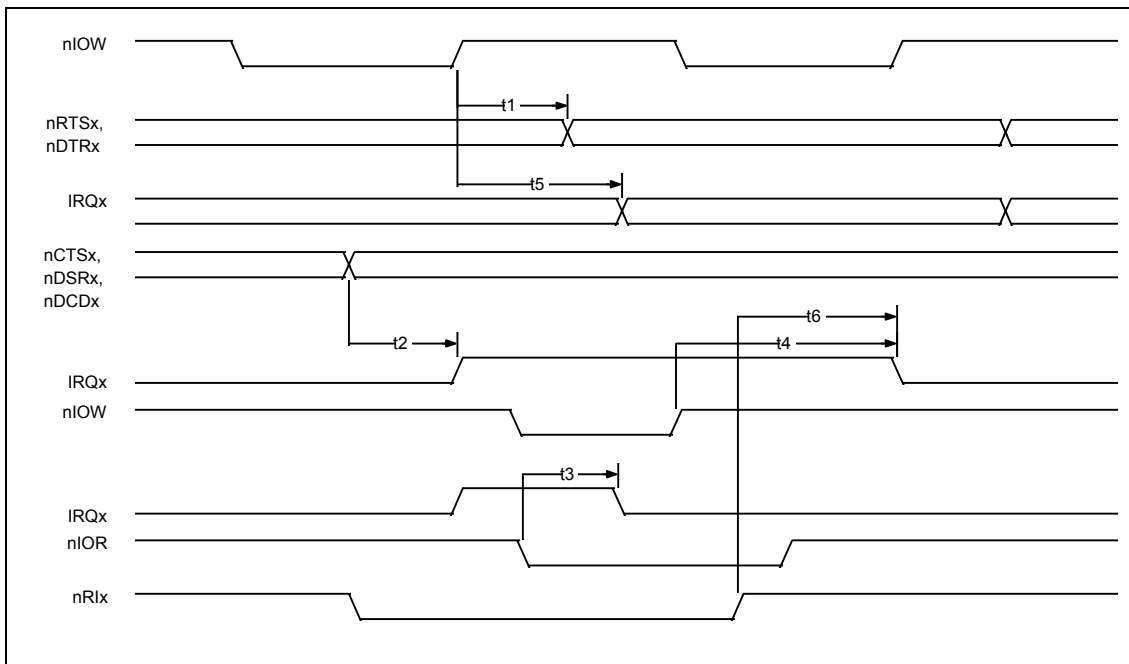 nIOW
t1
nRTSx,
nDTRx
t5
IRQx
nCTSx,
nDSRx,
nDCDx
t6
t2
t4
IRQx
nIOW
t3
IRQx
nIOR
nRIx